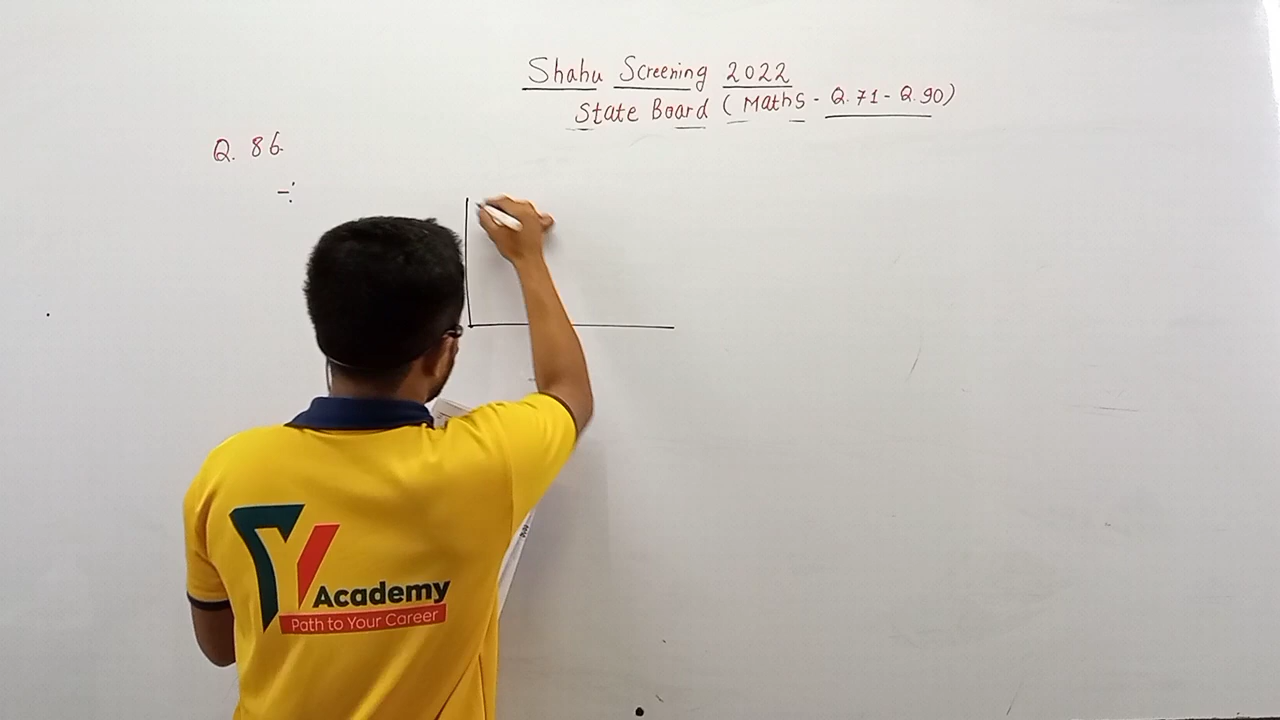 Shahu Screening 2022
State Board (Maths - Q.71 - Q.90)
Q. 86
Academy
Path to Your Career